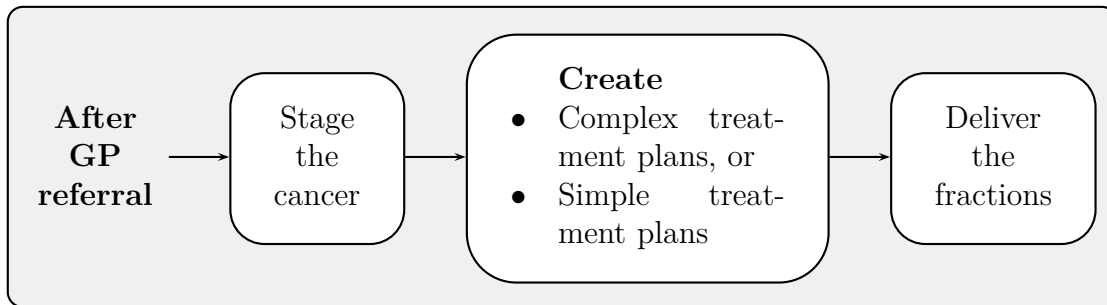 After
GP
referral
Stage
the
cancer
Create
• Complex treat-
ment plans, or
• Simple treat-
ment plans
Deliver
the
fractions